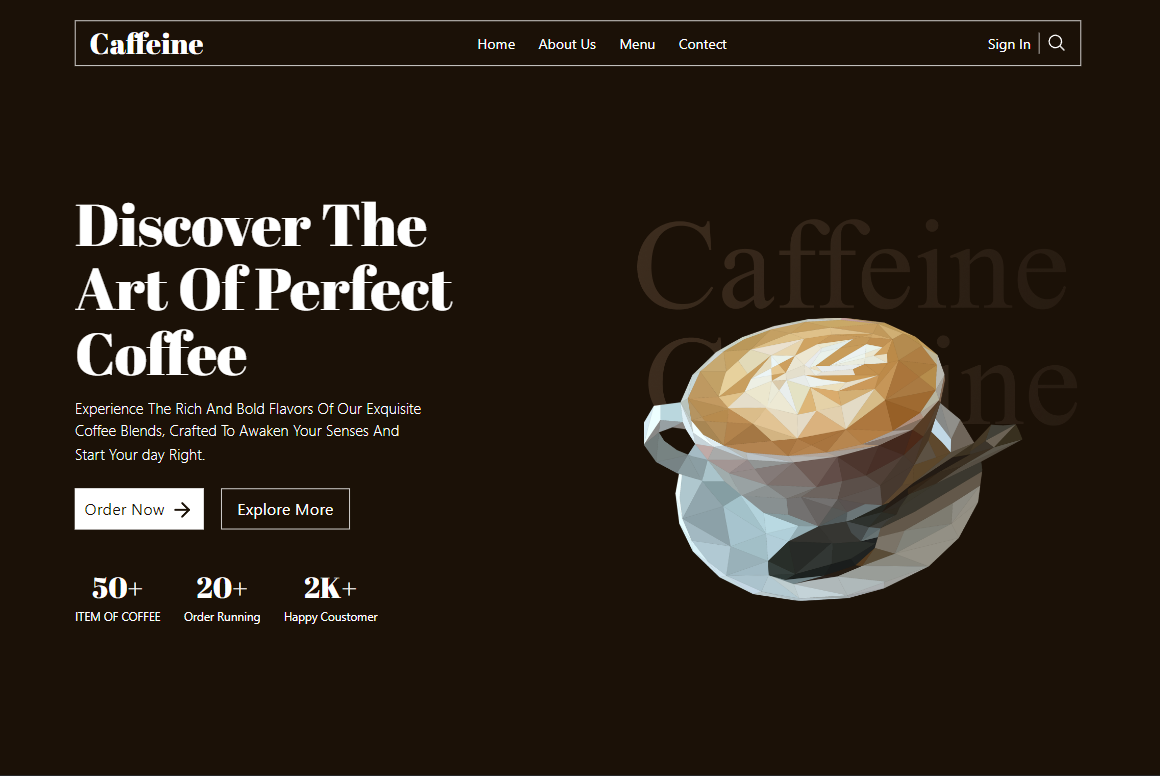 Caffeine
Home About Us Menu Contect
Sign In
Discover The
Art Of Perfect
Coffee
Experience The Rich And Bold Flavors Of Our Exquisite
Coffee Blends, Crafted To Awaken Your Senses And
Start Your day Right.
Order Now
Explore More
50+ 20+ 2K+
ITEM OF COFFEE Order Running Happy Coustomer
Caffeine
C ine